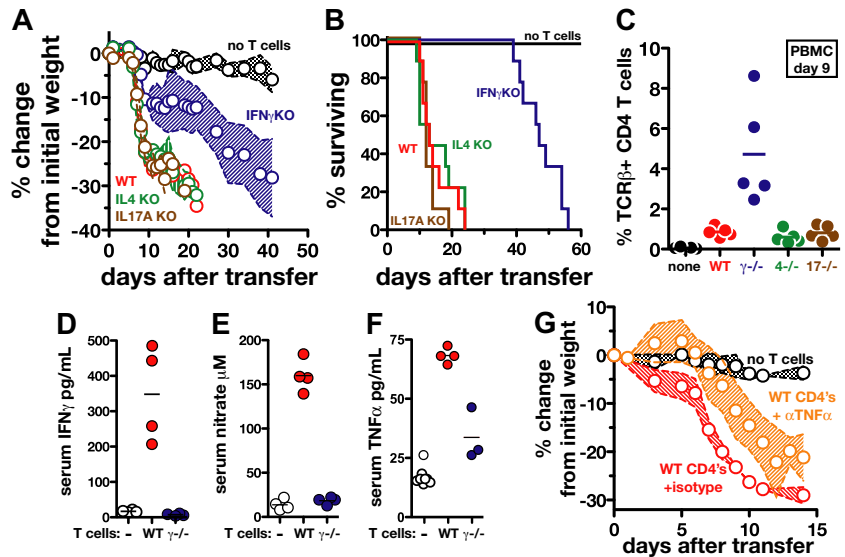 A
% change
from initial weight
0
-10
-20
-30
-40
0 10 20 30 40 50
days after transfer
no T cells
IFNγKO
WT
IL4 KO
IL17A KO
B
% surviving
100
80
60
40
20
0
0 20 40 60
days after transfer
no T cells
IFNγKO
WT
IL4 KO
IL17A KO
C
% TCRβ+ CD4 T cells
10
8
6
4
2
0
PBMC
day 9
none WT γ-/- 4-/- 17-/-
D
serum IFNγ pg/mL
500
400
300
200
100
0
T cells: - WT γ-/-
E
serum nitrate μM
200
150
100
50
0
T cells: - WT γ-/-
F
serum TNFα pg/mL
75
50
25
0
T cells: - WT γ-/-
G
% change
from initial weight
10
0
-10
-20
-30
0 5 10 15
days after transfer
no T cells
WT CD4's
+ αTNFα
WT CD4's
+isotype